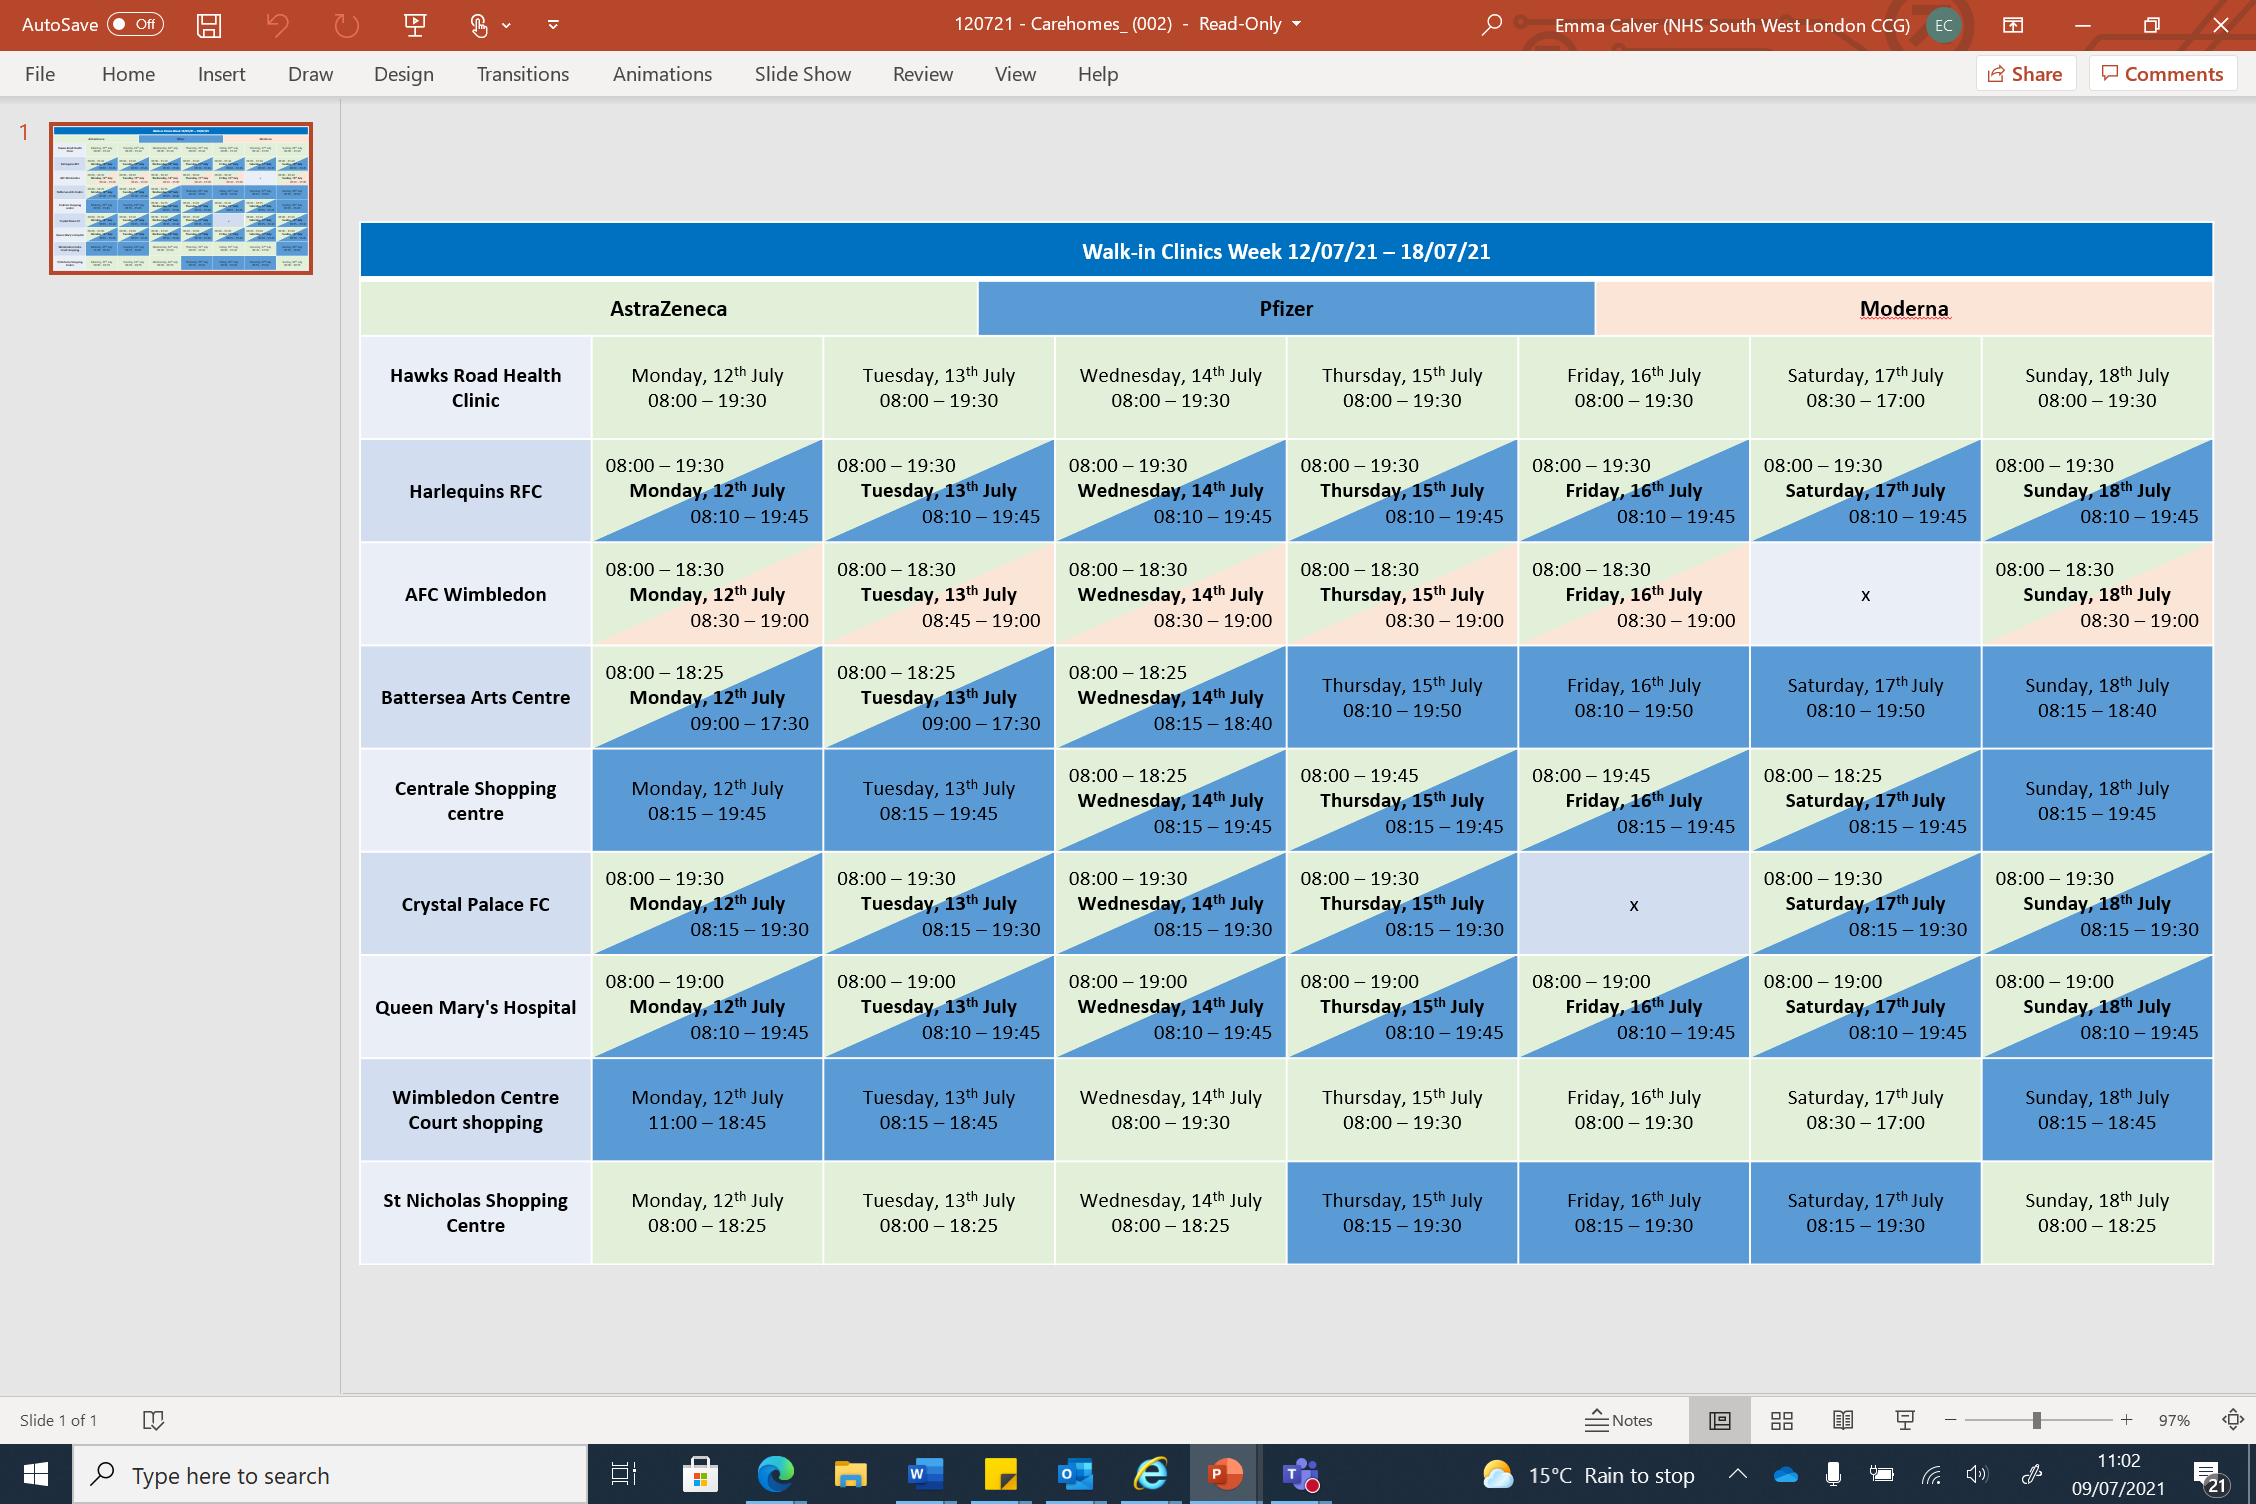 AutoSave Off
120721 - Carehomes_ (002) - Read-Only
Emma Calver (NHS South West London CCG) EC
File Home Insert Draw Design Transitions Animations Slide Show Review View Help Share Comments
1
Walk-in Clinics Week 12/07/21 – 18/07/21
AstraZeneca Pfizer Moderna
Hawks Road Health
Clinic
Monday, 12th July
08:00 – 19:30
Tuesday, 13th July
08:00 – 19:30
Wednesday, 14th July
08:00 – 19:30
Thursday, 15th July
08:00 – 19:30
Friday, 16th July
08:00 – 19:30
Saturday, 17th July
08:30 – 17:00
Sunday, 18th July
08:00 – 19:30
Harlequins RFC
08:00 – 19:30
Monday, 12th July
08:10 – 19:45
08:00 – 19:30
Tuesday, 13th July
08:10 – 19:45
08:00 – 19:30
Wednesday, 14th July
08:10 – 19:45
08:00 – 19:30
Thursday, 15th July
08:10 – 19:45
08:00 – 19:30
Friday, 16th July
08:10 – 19:45
08:00 – 19:30
Saturday, 17th July
08:10 – 19:45
08:00 – 19:30
Sunday, 18th July
08:10 – 19:45
AFC Wimbledon
08:00 – 18:30
Monday, 12th July
08:30 – 19:00
08:00 – 18:30
Tuesday, 13th July
08:45 – 19:00
08:00 – 18:30
Wednesday, 14th July
08:30 – 19:00
08:00 – 18:30
Thursday, 15th July
08:30 – 19:00
08:00 – 18:30
Friday, 16th July
08:30 – 19:00
x
08:00 – 18:30
Sunday, 18th July
08:30 – 19:00
Battersea Arts Centre
08:00 – 18:25
Monday, 12th July
09:00 – 17:30
08:00 – 18:25
Tuesday, 13th July
09:00 – 17:30
08:00 – 18:25
Wednesday, 14th July
08:15 – 18:40
Thursday, 15th July
08:10 – 19:50
Friday, 16th July
08:10 – 19:50
Saturday, 17th July
08:10 – 19:50
Sunday, 18th July
08:15 – 18:40
Centrale Shopping
centre
Monday, 12th July
08:15 – 19:45
Tuesday, 13th July
08:15 – 19:45
08:00 – 18:25
Wednesday, 14th July
08:15 – 19:45
08:00 – 19:45
Thursday, 15th July
08:15 – 19:45
08:00 – 19:45
Friday, 16th July
08:15 – 19:45
08:00 – 18:25
Saturday, 17th July
08:15 – 19:45
Sunday, 18th July
08:15 – 19:45
Crystal Palace FC
08:00 – 19:30
Monday, 12th July
08:15 – 19:30
08:00 – 19:30
Tuesday, 13th July
08:15 – 19:30
08:00 – 19:30
Wednesday, 14th July
08:15 – 19:30
08:00 – 19:30
Thursday, 15th July
08:15 – 19:30
x
08:00 – 19:30
Saturday, 17th July
08:15 – 19:30
08:00 – 19:30
Sunday, 18th July
08:15 – 19:30
Queen Mary's Hospital
08:00 – 19:00
Monday, 12th July
08:10 – 19:45
08:00 – 19:00
Tuesday, 13th July
08:10 – 19:45
08:00 – 19:00
Wednesday, 14th July
08:10 – 19:45
08:00 – 19:00
Thursday, 15th July
08:10 – 19:45
08:00 – 19:00
Friday, 16th July
08:10 – 19:45
08:00 – 19:00
Saturday, 17th July
08:10 – 19:45
08:00 – 19:00
Sunday, 18th July
08:10 – 19:45
Wimbledon Centre
Court shopping
Monday, 12th July
11:00 – 18:45
Tuesday, 13th July
08:15 – 18:45
Wednesday, 14th July
08:00 – 19:30
Thursday, 15th July
08:00 – 19:30
Friday, 16th July
08:00 – 19:30
Saturday, 17th July
08:30 – 17:00
Sunday, 18th July
08:15 – 18:45
St Nicholas Shopping
Centre
Monday, 12th July
08:00 – 18:25
Tuesday, 13th July
08:00 – 18:25
Wednesday, 14th July
08:00 – 18:25
Thursday, 15th July
08:15 – 19:30
Friday, 16th July
08:15 – 19:30
Saturday, 17th July
08:15 – 19:30
Sunday, 18th July
08:00 – 18:25
Slide 1 of 1
Notes
97%
Type here to search
15°C Rain to stop
11:02
09/07/2021
21